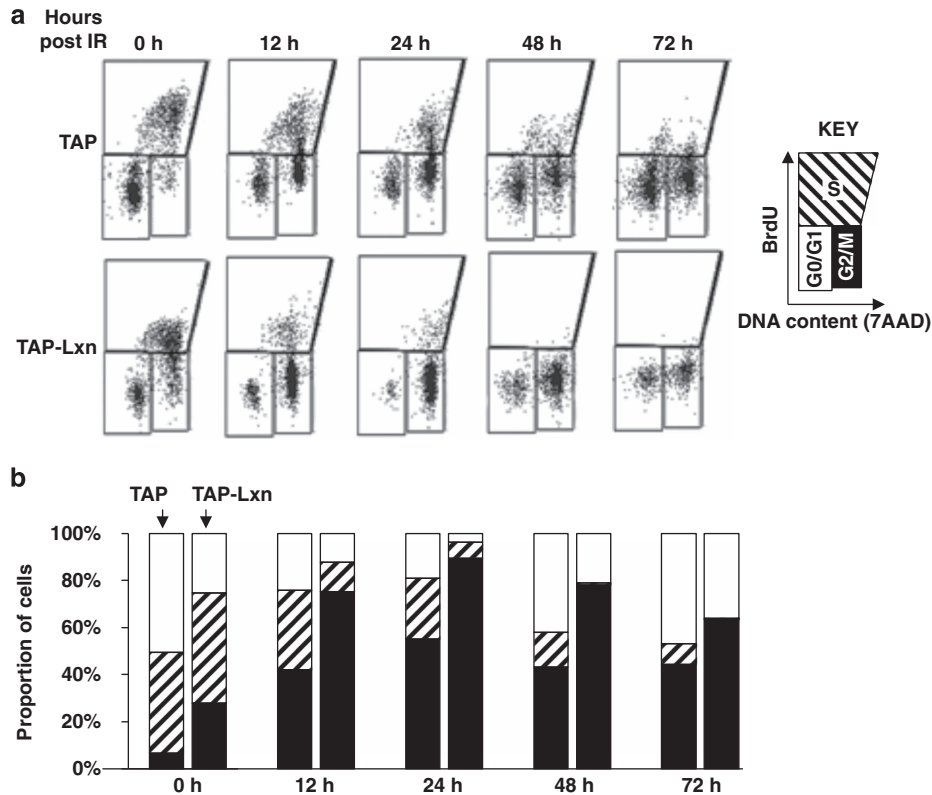 a
Hours
post IR
0 h 12 h 24 h 48 h 72 h
TAP
TAP-Lxn
KEY
BrdU
S
G0/G1
G2/M
DNA content (7AAD)
b
TAP TAP-Lxn
Proportion of cells
100%
80%
60%
40%
20%
0%
0 h 12 h 24 h 48 h 72 h